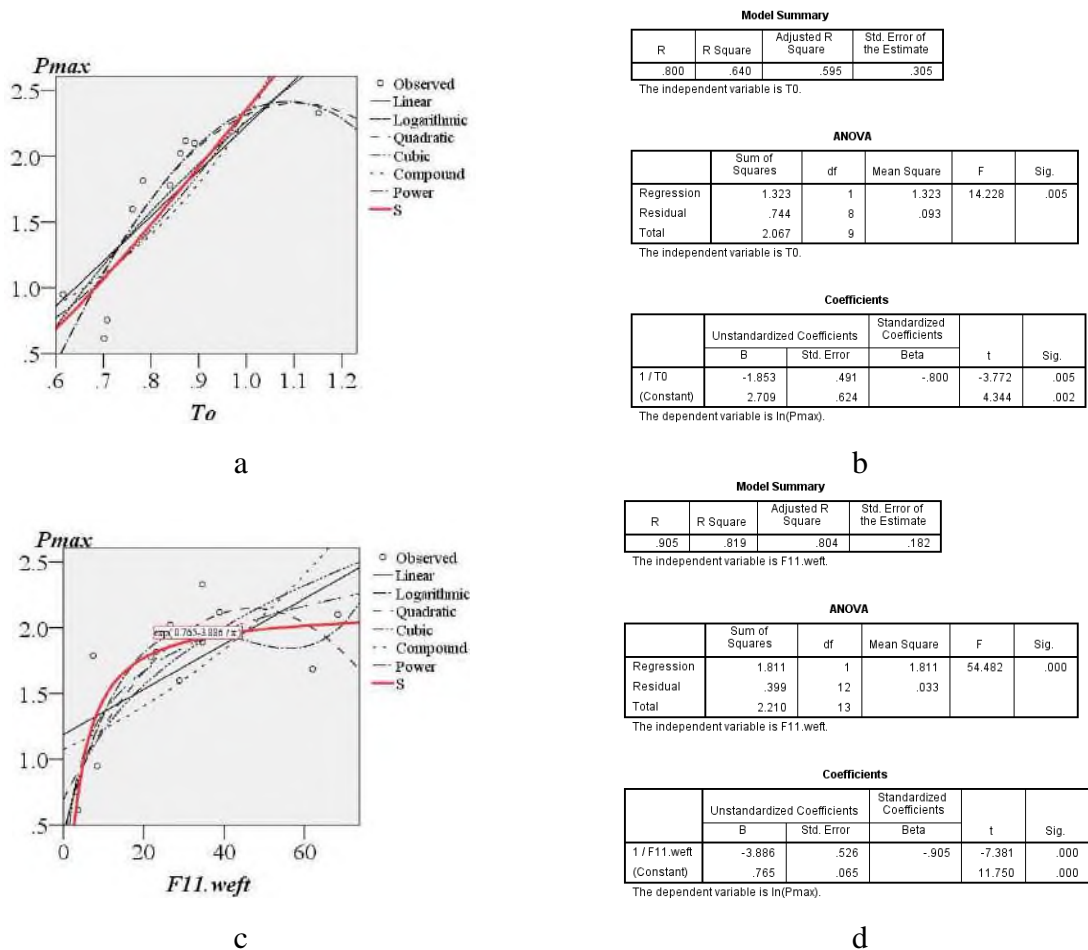 Pmax
2.5
2.0
1.5
1.0
.5
.6 .7 .8 .9 1.0 1.1 1.2
To
Observed
Linear
Logarithmic
Quadratic
Cubic
Compound
Power
S
a
Model Summary
R R Square Adjusted R Square Std. Error of the Estimate
.800 .640 .595 .305
The independent variable is T0.
ANOVA
Sum of Squares df Mean Square F Sig.
Regression 1.323 1 1.323 14.228 .005
Residual .744 8 .093
Total 2.067 9
The independent variable is T0.
Coefficients
Unstandardized Coefficients Standardized Coefficients
B Std. Error Beta t Sig.
1 / T0 -1.853 .491 -.800 -3.772 .005
(Constant) 2.709 .624 4.344 .002
The dependent variable is ln(Pmax).
b
Pmax
2.5
2.0
1.5
1.0
.5
0 20 40 60
F11.weft
exp( 0.765-3.886 / x )
Observed
Linear
Logarithmic
Quadratic
Cubic
Compound
Power
S
c
Model Summary
R R Square Adjusted R Square Std. Error of the Estimate
.905 .819 .804 .182
The independent variable is F11.weft.
ANOVA
Sum of Squares df Mean Square F Sig.
Regression 1.811 1 1.811 54.482 .000
Residual .399 12 .033
Total 2.210 13
The independent variable is F11.weft.
Coefficients
Unstandardized Coefficients Standardized Coefficients
B Std. Error Beta t Sig.
1 / F11.weft -3.886 .526 -.905 -7.381 .000
(Constant) .765 .065 11.750 .000
The dependent variable is ln(Pmax).
d